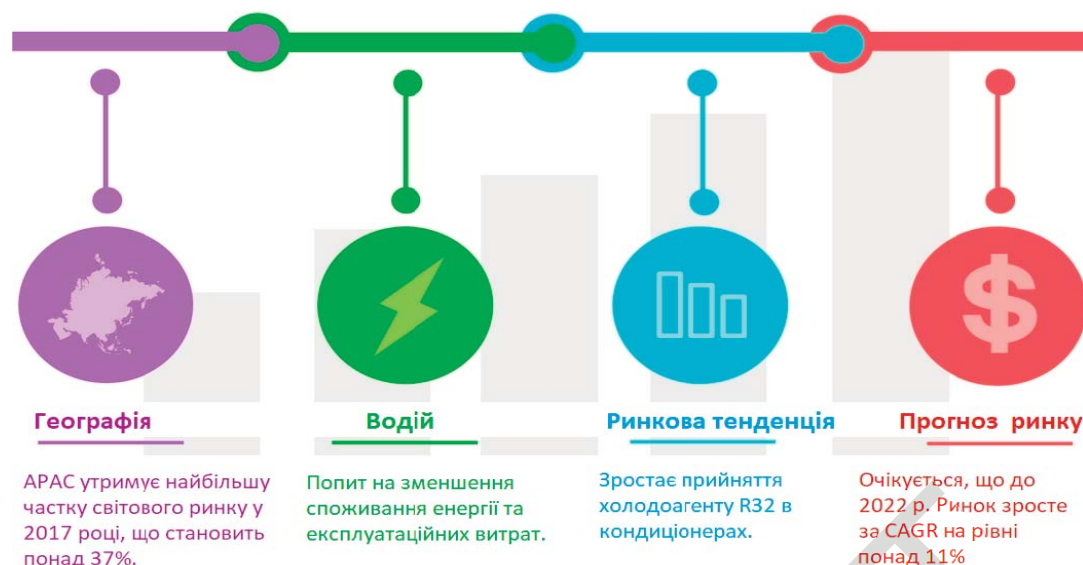 Географія
АРАС утримує найбільшу
частку світового ринку у
2017 році, що становить
понад 37%.
Водій
Попит на зменшення
споживання енергії та
експлуатаційних витрат.
Ринкова тенденція
Зростає прийняття
холодоагенту R32 в
кондиціонерах.
Прогноз ринку
Очікується, що до
2022 р. Ринок зросте
за CAGR на рівні
понад 11%